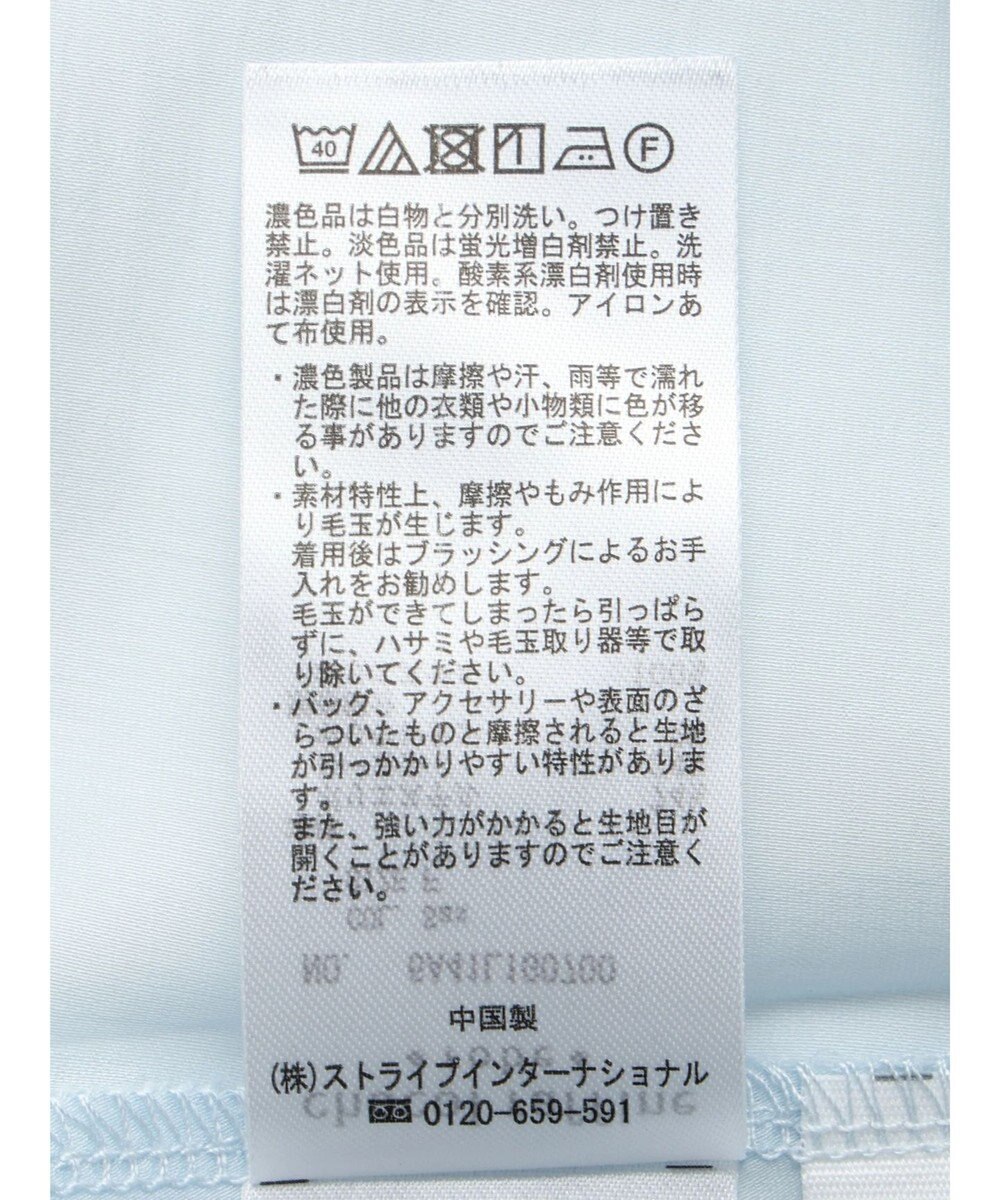 40 F
濃色品は白物と分別洗い。つけ置き
禁止。淡色品は蛍光増白剤禁止。洗
濯ネット使用。酸素系漂白剤使用時
は漂白剤の表示を確認。アイロンあ
て布使用。
・濃色製品は摩擦や汗、雨等で濡れ
た際に他の衣類や小物類に色が移
る事がありますのでご注意くださ
い。
・素材特性上、摩擦やもみ作用によ
り毛玉が生じます。
着用後はブラッシングによるお手
入れをお勧めします。
毛玉ができてしまったら引っぱら
ずに、ハサミや毛玉取り器等で取
り除いてください。
・バッグ、アクセサリーや表面のざ
らついたものと摩擦されると生地
が引っかかりやすい特性がありま
す。
また、強い力がかかると生地目が
開くことがありますのでご注意く
ださい。
NO. 6A41L160700
中国製
(株)ストライプインターナショナル
0120-659-591